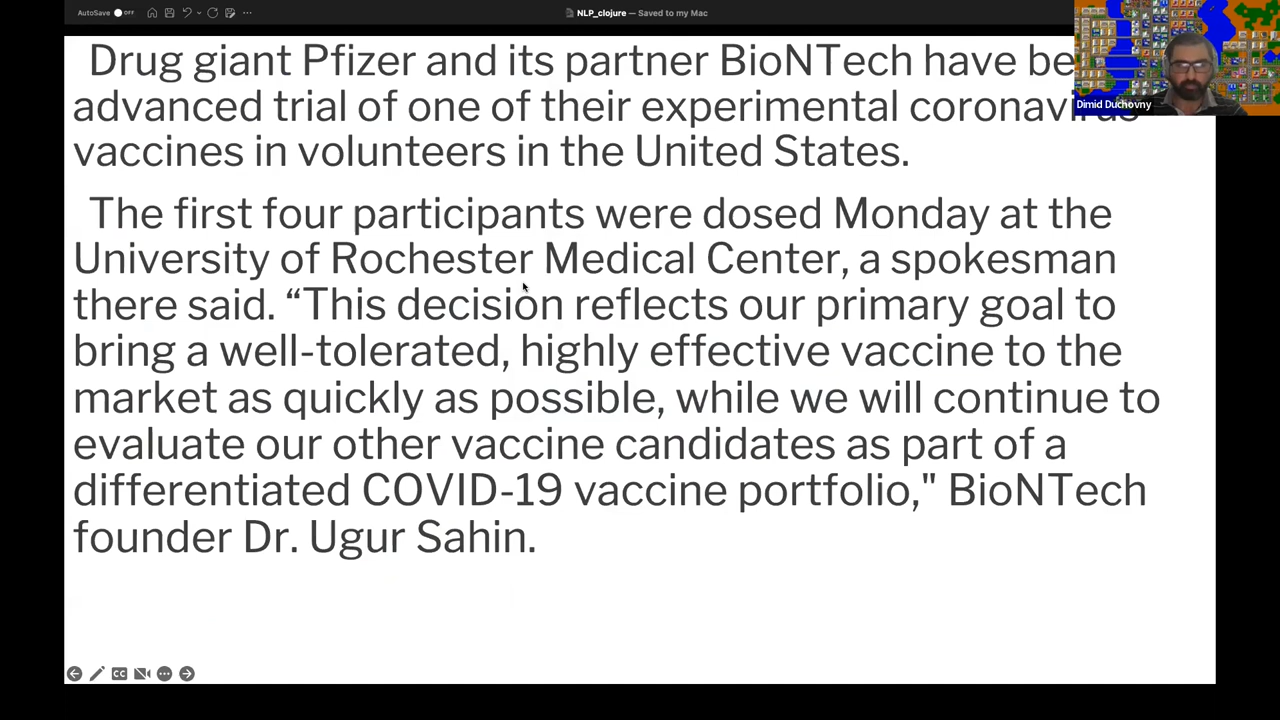 AutoSave OFF
NLP_clojure — Saved to my Mac
Drug giant Pfizer and its partner BioNTech have be
advanced trial of one of their experimental coronavirus
vaccines in volunteers in the United States.
The first four participants were dosed Monday at the
University of Rochester Medical Center, a spokesman
there said. “This decision reflects our primary goal to
bring a well-tolerated, highly effective vaccine to the
market as quickly as possible, while we will continue to
evaluate our other vaccine candidates as part of a
differentiated COVID-19 vaccine portfolio," BioNTech
founder Dr. Ugur Sahin.
Dimid Duchovny
CC